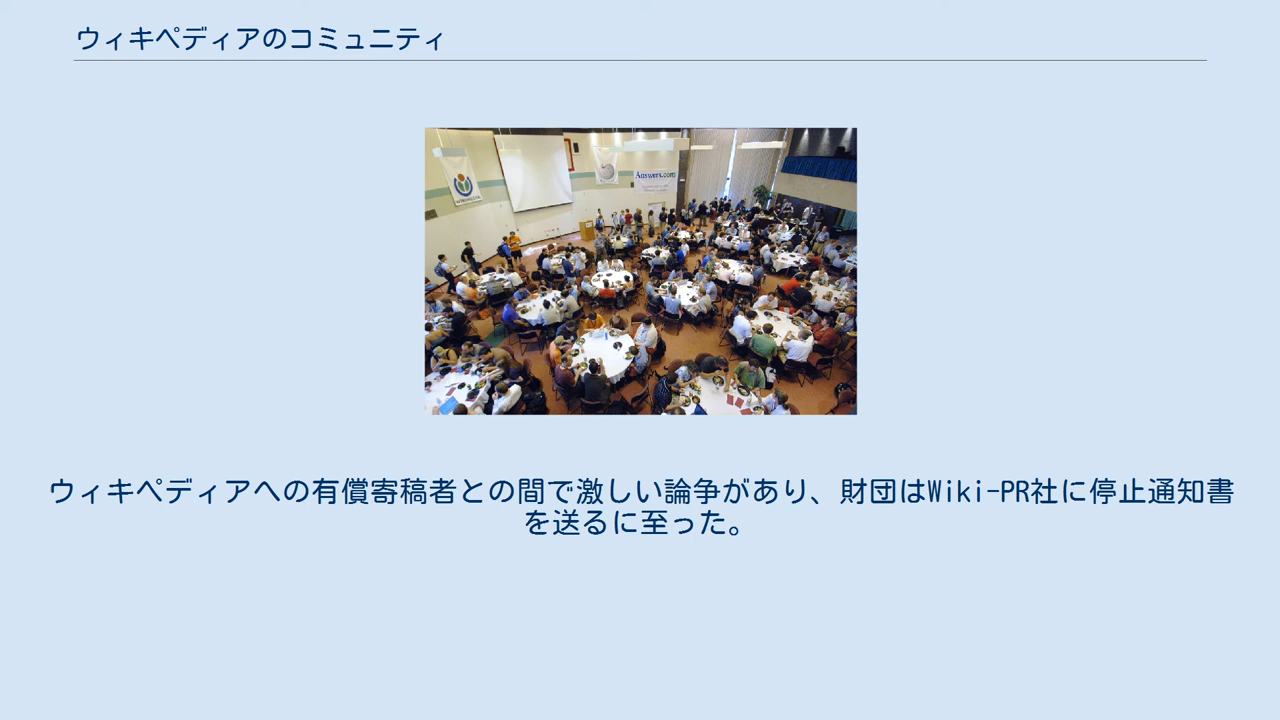 ウィキペディアのコミュニティ
WIKIMEDIA
Answers.com
ウィキペディアへの有償寄稿者との間で激しい論争があり、財団はWiki-PR社に停止通知書
を送るに至った。